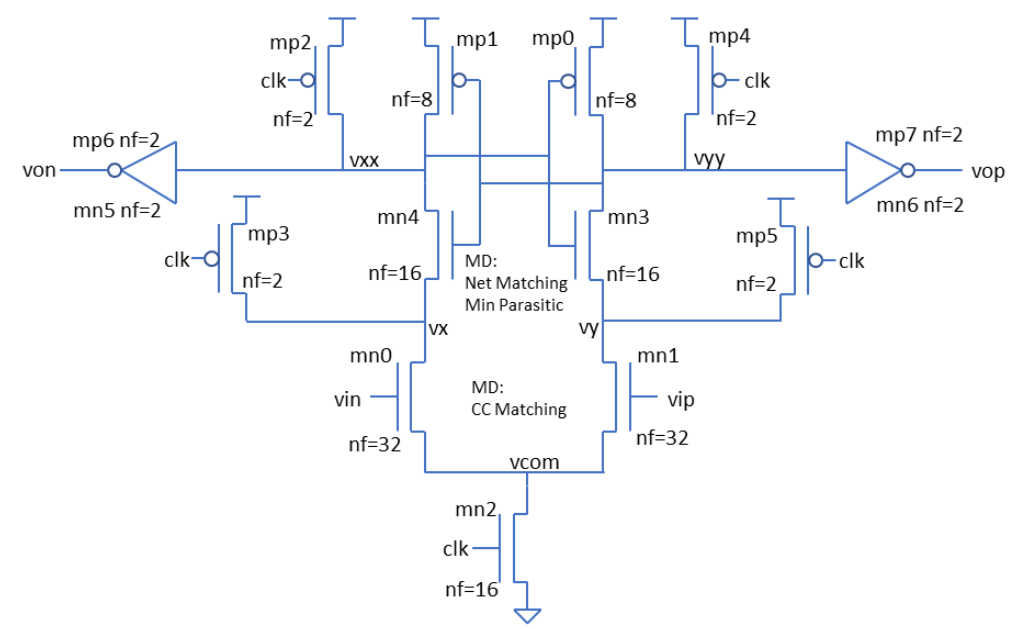 mp2
mp1
mp0
mp4
clk
clk
nf=8
nf=8
nf=2
nf=2
mp6 nf=2
mp7 nf=2
von
vxx
vyy
vop
mn5 nf=2
mn6 nf=2
mn4
mn3
mp3
mp5
clk
clk
nf=2
nf=16
MD:
Net Matching
Min Parasitic
nf=16
nf=2
vx
vy
mn0
mn1
vin
MD:
CC Matching
vip
nf=32
nf=32
vcom
mn2
clk
nf=16